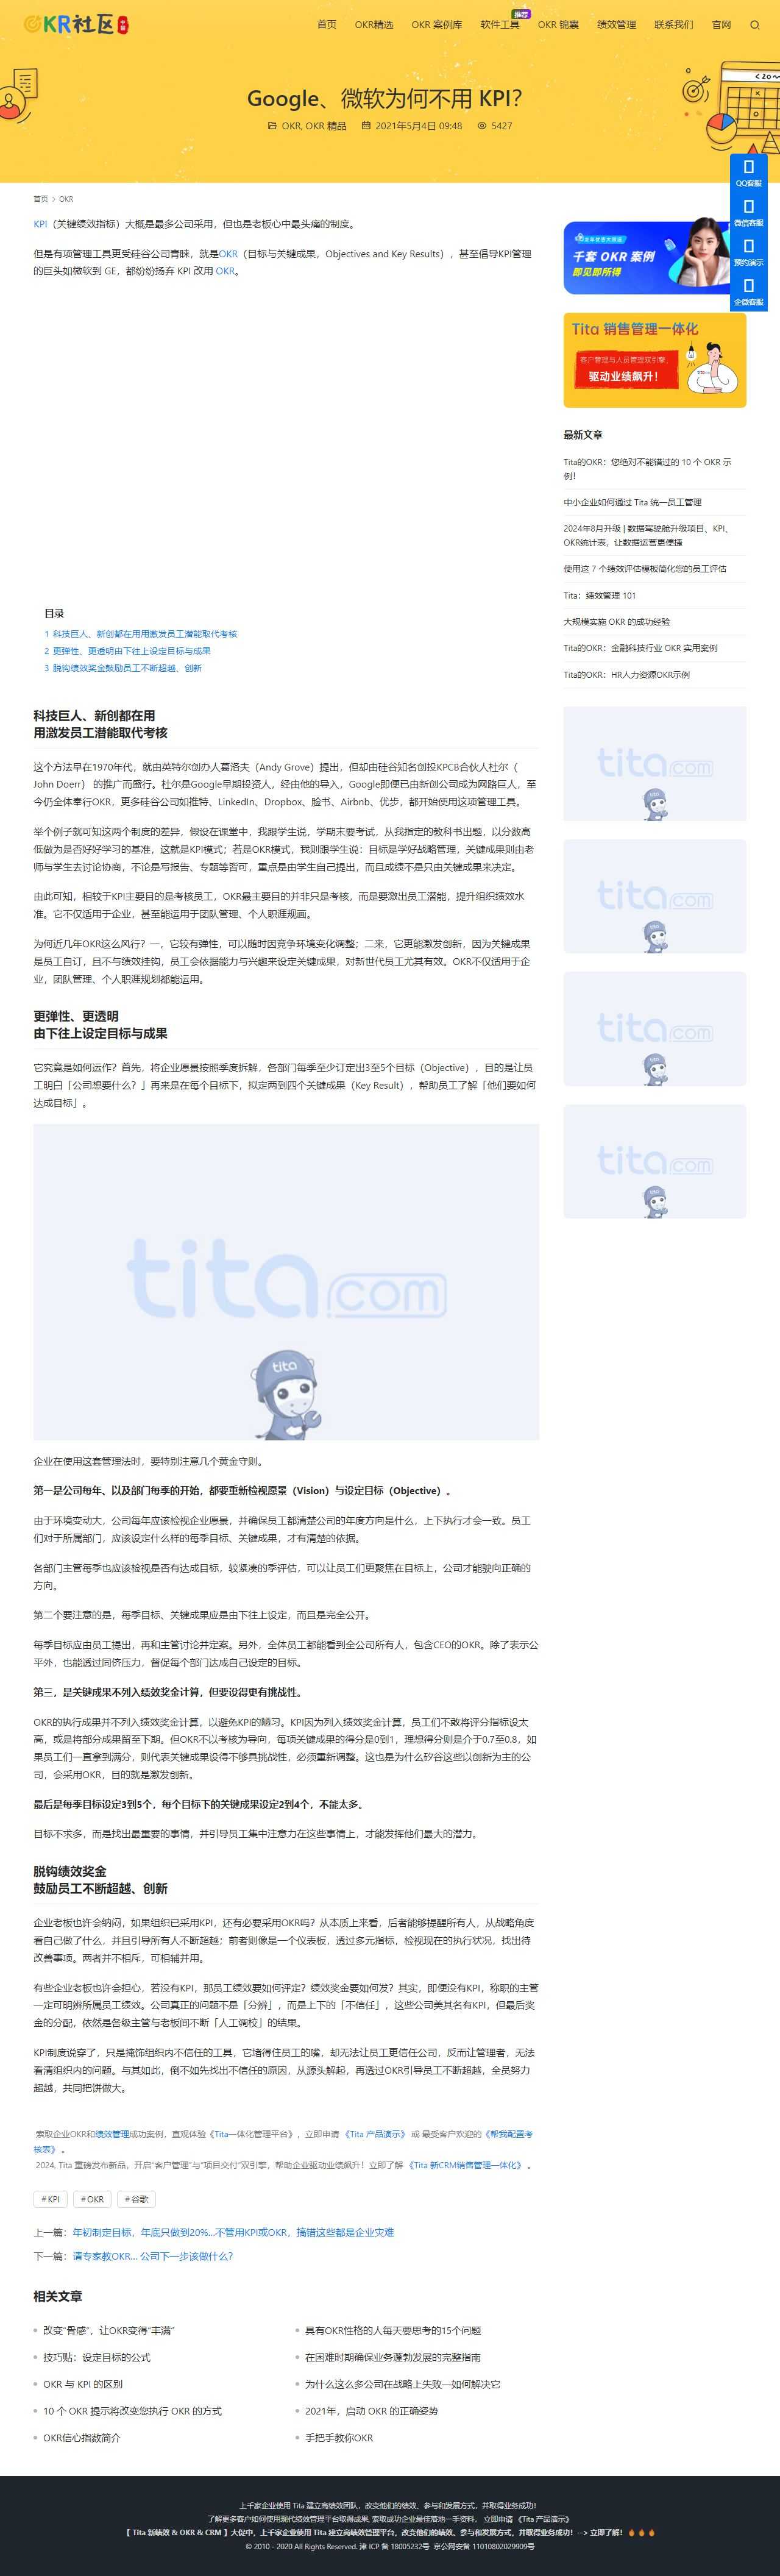 OKR社区
首页
OKR精选
OKR 案例库
软件工具
推荐
OKR 锦囊
绩效管理
联系我们
官网
Google、微软为何不用 KPI？
OKR, OKR 精品
2021年5月4日 09:48
5427
QQ客服
微信客服
预约演示
企微客服
首页 > OKR
KPI（关键绩效指标）大概是最多公司采用，但也是老板心中最头痛的制度。
但是有项管理工具更受硅谷公司青睐，就是OKR（目标与关键成果，Objectives and Key Results），甚至倡导KPI管理
的巨头如微软到 GE，都纷纷扬弃 KPI 改用 OKR。
目录
1 科技巨人、新创都在用用激发员工潜能取代考核
2 更弹性、更透明由下往上设定目标与成果
3 脱钩绩效奖金鼓励员工不断超越、创新
科技巨人、新创都在用
用激发员工潜能取代考核
这个方法早在1970年代，就由英特尔创办人葛洛夫（Andy Grove）提出，但却由硅谷知名创投KPCB合伙人杜尔（
John Doerr） 的推广而盛行。杜尔是Google早期投资人，经由他的导入，Google即便已由新创公司成为网路巨人，至
今仍全体奉行OKR，更多硅谷公司如推特、LinkedIn、Dropbox、脸书、Airbnb、优步，都开始使用这项管理工具。
举个例子就可知这两个制度的差异，假设在课堂中，我跟学生说，学期末要考试，从我指定的教科书出题，以分数高
低做为是否好好学习的基准，这就是KPI模式；若是OKR模式，我则跟学生说：目标是学好战略管理，关键成果则由老
师与学生去讨论协商，不论是写报告、专题等皆可，重点是由学生自己提出，而且成绩不是只由关键成果来决定。
由此可知，相较于KPI主要目的是考核员工，OKR最主要目的并非只是考核，而是要激出员工潜能，提升组织绩效水
准。它不仅适用于企业，甚至能运用于团队管理、个人职涯规画。
为何近几年OKR这么风行？一，它较有弹性，可以随时因竞争环境变化调整；二来，它更能激发创新，因为关键成果
是员工自订，且不与绩效挂钩，员工会依据能力与兴趣来设定关键成果，对新世代员工尤其有效。OKR不仅适用于企
业，团队管理、个人职涯规划都能运用。
更弹性、更透明
由下往上设定目标与成果
它究竟是如何运作？首先，将企业愿景按照季度拆解，各部门每季至少订定出3至5个目标（Objective），目的是让员
工明白「公司想要什么？」再来是在每个目标下，拟定两到四个关键成果（Key Result），帮助员工了解「他们要如何
达成目标」。
tita.com
tita
企业在使用这套管理法时，要特别注意几个黄金守则。
第一是公司每年、以及部门每季的开始，都要重新检视愿景（Vision）与设定目标（Objective）。
由于环境变动大，公司每年应该检视企业愿景，并确保员工都清楚公司的年度方向是什么，上下执行才会一致。员工
们对于所属部门，应该设定什么样的每季目标、关键成果，才有清楚的依据。
各部门主管每季也应该检视是否有达成目标，较紧凑的季评估，可以让员工们更聚焦在目标上，公司才能驶向正确的
方向。
第二个要注意的是，每季目标、关键成果应是由下往上设定，而且是完全公开。
每季目标应由员工提出，再和主管讨论并定案。另外，全体员工都能看到全公司所有人，包含CEO的OKR。除了表示公
平外，也能透过同侪压力，督促每个部门达成自己设定的目标。
第三，是关键成果不列入绩效奖金计算，但要设得更有挑战性。
OKR的执行成果并不列入绩效奖金计算，以避免KPI的陋习。KPI因为列入绩效奖金计算，员工们不敢将评分指标设太
高，或是将部分成果留至下期。但OKR不以考核为导向，每项关键成果的得分是0到1，理想得分则是介于0.7至0.8，如
果员工们一直拿到满分，则代表关键成果设得不够具挑战性，必须重新调整。这也是为什么矽谷这些以创新为主的公
司，会采用OKR，目的就是激发创新。
最后是每季目标设定3到5个，每个目标下的关键成果设定2到4个，不能太多。
目标不求多，而是找出最重要的事情，并引导员工集中注意力在这些事情上，才能发挥他们最大的潜力。
脱钩绩效奖金
鼓励员工不断超越、创新
企业老板也许会纳闷，如果组织已采用KPI，还有必要采用OKR吗？从本质上来看，后者能够提醒所有人，从战略角度
看自己做了什么，并且引导所有人不断超越；前者则像是一个仪表板，透过多元指标，检视现在的执行状况，找出待
改善事项。两者并不相斥，可相辅并用。
有些企业老板也许会担心，若没有KPI，那员工绩效要如何评定？绩效奖金要如何发？其实，即便没有KPI，称职的主管
一定可明辨所属员工绩效。公司真正的问题不是「分辨」，而是上下的「不信任」，这些公司美其名有KPI，但最后奖
金的分配，依然是各级主管与老板间不断「人工调校」的结果。
KPI制度说穿了，只是掩饰组织内不信任的工具，它堵得住员工的嘴，却无法让员工更信任公司，反而让管理者，无法
看清组织内的问题。与其如此，倒不如先找出不信任的原因，从源头解起，再透过OKR引导员工不断超越，全员努力
超越，共同把饼做大。
索取企业OKR和绩效管理成功案例，直观体验《Tita一体化管理平台》，立即申请 《Tita 产品演示》 或 最受客户欢迎的《帮我配置考
核表》 。
2024, Tita 重磅发布新品，开启“客户管理”与“项目交付”双引擎，帮助企业驱动业绩飙升！立即了解 《Tita 新CRM销售管理一体化》 。
#KPI
#OKR
#谷歌
上一篇：年初制定目标，年底只做到20%…不管用KPI或OKR，搞错这些都是企业灾难
下一篇：请专家教OKR… 公司下一步该做什么？
相关文章
改变“骨感”，让OKR变得“丰满”
具有OKR性格的人每天要思考的15个问题
技巧贴：设定目标的公式
在困难时期确保业务蓬勃发展的完整指南
OKR 与 KPI 的区别
为什么这么多公司在战略上失败—如何解决它
10 个 OKR 提示将改变您执行 OKR 的方式
2021年，启动 OKR 的正确姿势
OKR信心指数简介
手把手教你OKR
千套 OKR 案例
即见即所得
Tita 销售管理一体化
客户管理与人员管理双引擎，
驱动业绩飙升！
最新文章
Tita的OKR：您绝对不能错过的 10 个 OKR 示
例！
中小企业如何通过 Tita 统一员工管理
2024年8月升级 | 数据驾驶舱升级项目、KPI、
OKR统计表，让数据运营更便捷
使用这 7 个绩效评估模板简化您的员工评估
Tita：绩效管理 101
大规模实施 OKR 的成功经验
Tita的OKR：金融科技行业 OKR 实用案例
Tita的OKR：HR人力资源OKR示例
tita.com
tita.com
tita.com
tita.com
上千家企业使用 Tita 建立高绩效团队，改变他们的绩效、参与和发展方式，并取得业务成功！
了解更多客户如何使用现代绩效管理平台取得成果, 索取成功企业最佳落地一手资料， 立即申请 《Tita 产品演示》
【 Tita 新绩效 & OKR & CRM 】大促中，上千家企业使用 Tita 建立高绩效管理平台，改变他们的绩效、参与和发展方式，并取得业务成功！--> 立即了解！
© 2010 - 2020 All Rights Reserved. 津 ICP 备 18005232号 京公网安备 11010802029909号